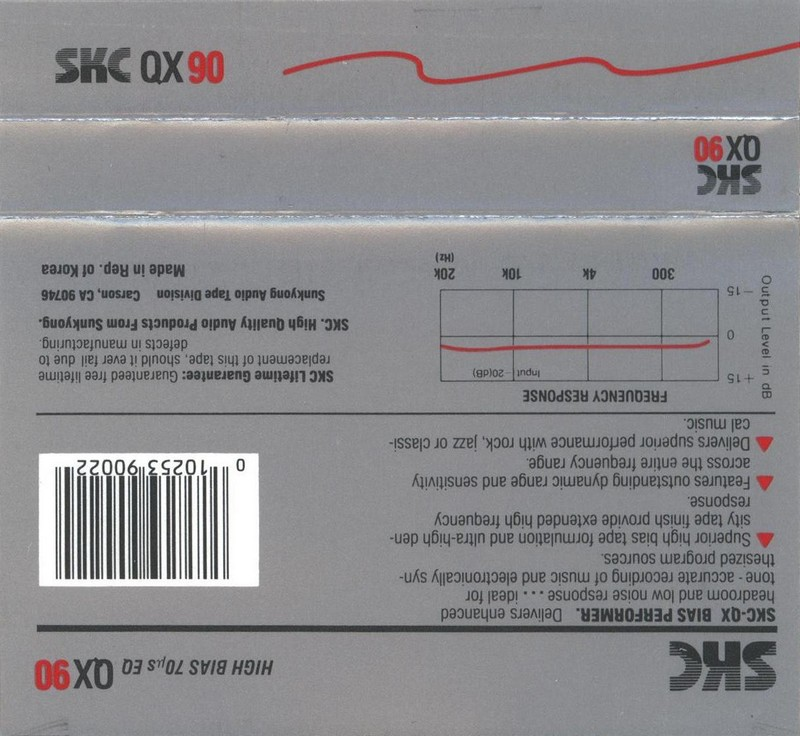 SKC QX 90
SKC
QX 90
SKC HIGH BIAS 70µs EQ QX 90
SKC-QX BIAS PERFORMER. Delivers enhanced
headroom and low noise response ... ideal for
tone - accurate recording of music and electronically syn-
thesized program sources.
▲ Superior high bias tape formulation and ultra-high den-
sity tape finish provide extended high frequency
response.
▲ Features outstanding dynamic range and sensitivity
across the entire frequency range.
▲ Delivers superior performance with rock, jazz or classi-
cal music.
0 10253 90022
FREQUENCY RESPONSE
Output Level in dB
+15
0
-15
Input -20(dB)
300 4k 10k 20k
(Hz)
SKC Lifetime Guarantee: Guaranteed free lifetime
replacement of this tape, should it ever fail due to
defects in manufacturing.
SKC. High Quality Audio Products From Sunkyong.
Sunkyong Audio Tape Division Carson, CA 90746
Made in Rep. of Korea